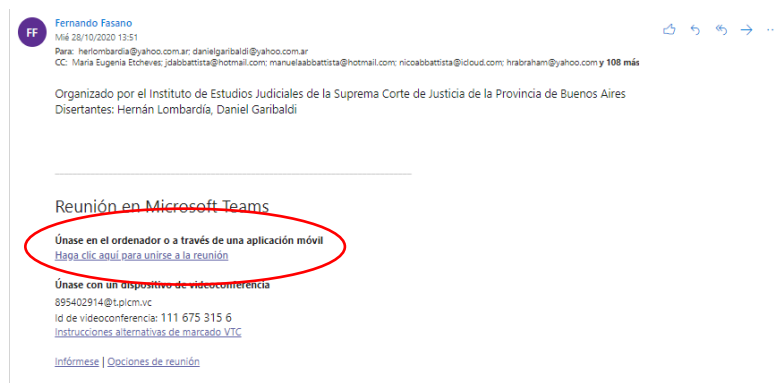 FF
Fernando Fasano
Mié 28/10/2020 13:51
Para: herlombardia@yahoo.com.ar; danielgaribaldi@yahoo.com.ar
CC: Maria Eugenia Etcheves; jdabbattista@hotmail.com; manuelaabbattista@hotmail.com; nicoabbattista@icloud.com; hrabraham@yahoo.com y 108 más
Organizado por el Instituto de Estudios Judiciales de la Suprema Corte de Justicia de la Provincia de Buenos Aires
Disertantes: Hernán Lombardía, Daniel Garibaldi
Reunión en Microsoft Teams
Únase en el ordenador o a través de una aplicación móvil
Haga clic aquí para unirse a la reunión
Únase con un dispositivo de videoconferencia
895402914@t.plcm.vc
Id de videoconferencia: 111 675 315 6
Instrucciones alternativas de marcado VTC
Infórmese | Opciones de reunión